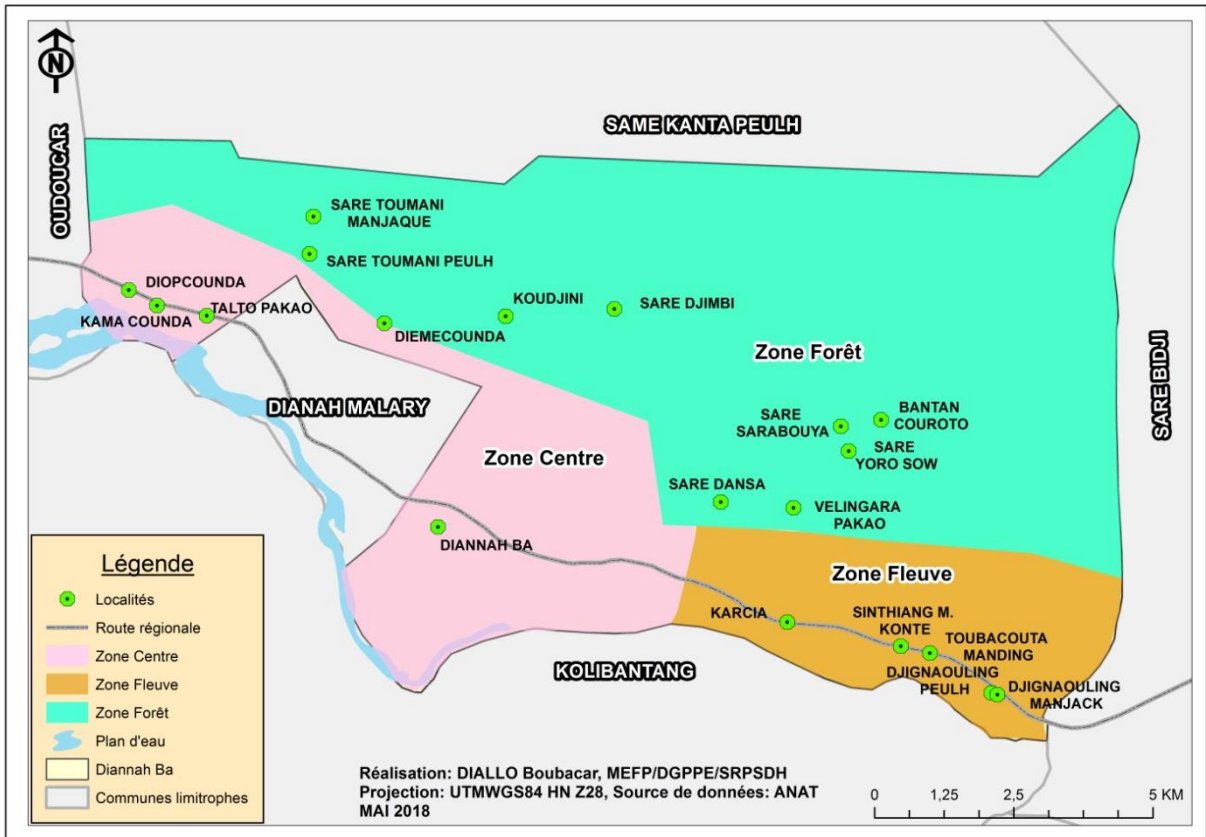 N
OUDOUCAR
SAME KANTA PEULH
SARE BIDJI
SARE TOUMANI
MANJAQUE
SARE TOUMANI PEULH
DIOPCOUNDA
KAMA COUNDA
TALTO PAKAO
DIEMECOUNDA
KOUDJINI
SARE DJIMBI
Zone Forêt
DIANAH MALARY
SARE
SARABOUYA
BANTAN
COUROTO
SARE
YORO SOW
Zone Centre
SARE DANSA
VELINGARA
PAKAO
DIANNAH BA
Zone Fleuve
KARCIA
SINTHIANG M.
KONTE
TOUBACOUTA
MANDING
DJIGNAOULING
PEULH
DJIGNAOULING
MANJACK
KOLIBANTANG
Légende
Localités
Route régionale
Zone Centre
Zone Fleuve
Zone Forêt
Plan d'eau
Diannah Ba
Communes limitrophes
Réalisation: DIALLO Boubacar, MEFP/DGPPE/SRPSDH
Projection: UTMWGS84 HN Z28, Source de données: ANAT
MAI 2018
0 1,25 2,5 5 KM